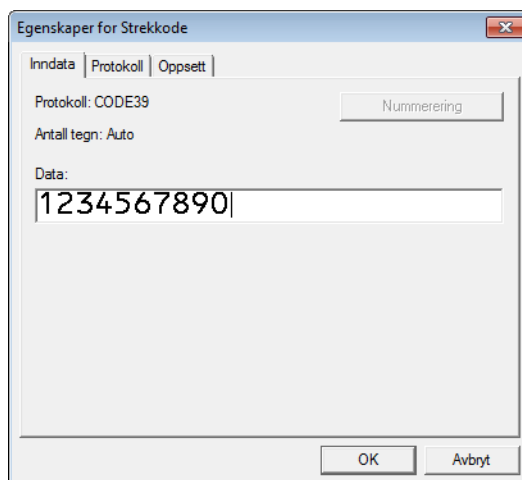 Egenskaper for Strekkode
Inndata Protokoll Oppsett
Protokoll: CODE39 Nummerering
Antall tegn: Auto
Data:
1234567890
OK Avbryt